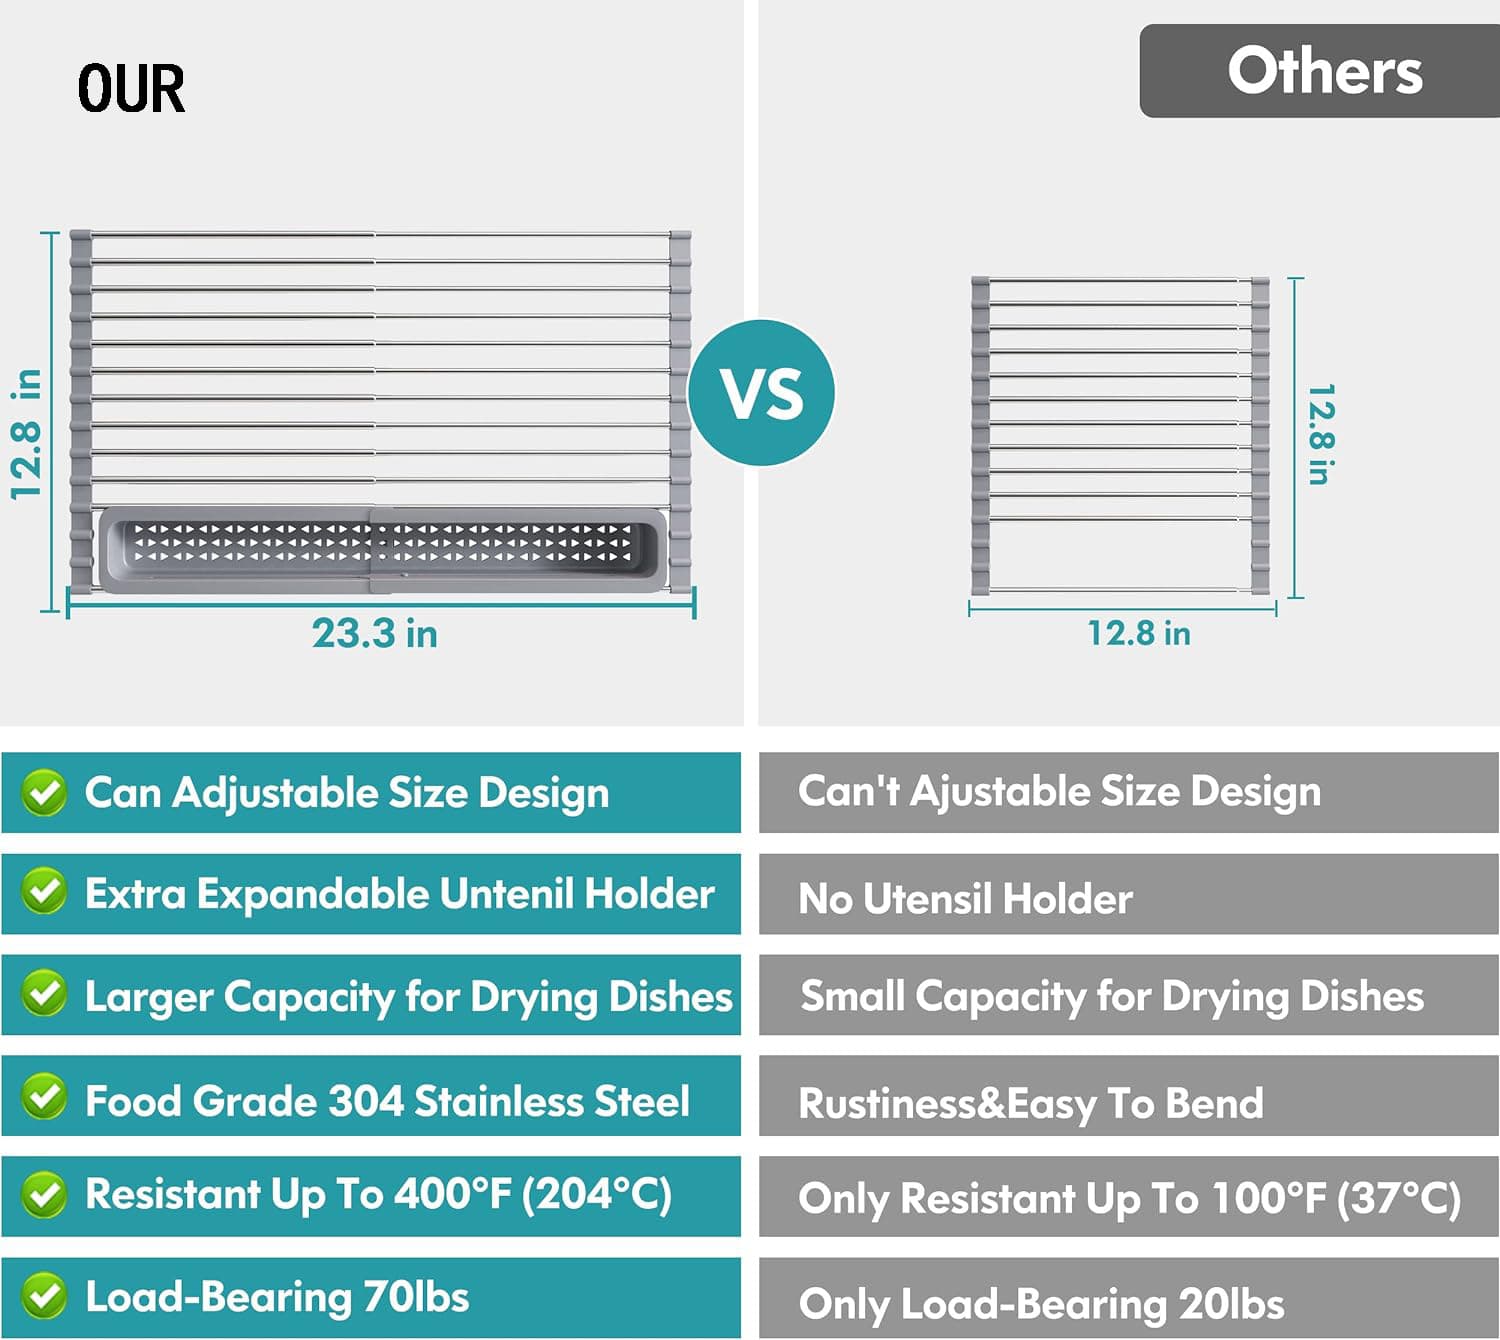 OUR
Others
12.8 in
23.3 in
VS
12.8 in
12.8 in
Can Adjustable Size Design
Can't Ajustable Size Design
Extra Expandable Untenil Holder
No Utensil Holder
Larger Capacity for Drying Dishes
Small Capacity for Drying Dishes
Food Grade 304 Stainless Steel
Rustiness&Easy To Bend
Resistant Up To 400°F (204°C)
Only Resistant Up To 100°F (37°C)
Load-Bearing 70lbs
Only Load-Bearing 20lbs